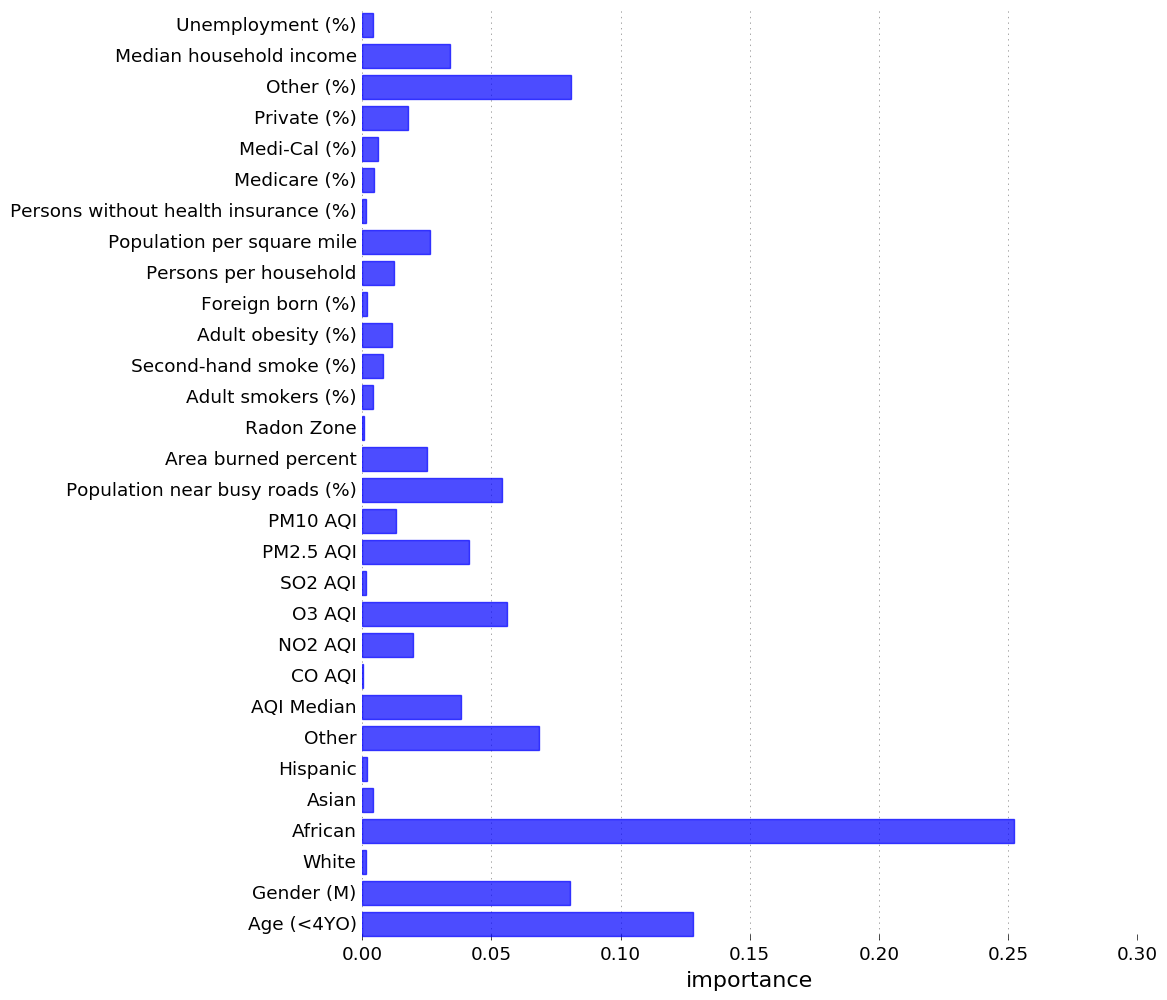 Unemployment (%)
Median household income
Other (%)
Private (%)
Medi-Cal (%)
Medicare (%)
Persons without health insurance (%)
Population per square mile
Persons per household
Foreign born (%)
Adult obesity (%)
Second-hand smoke (%)
Adult smokers (%)
Radon Zone
Area burned percent
Population near busy roads (%)
PM10 AQI
PM2.5 AQI
SO2 AQI
O3 AQI
NO2 AQI
CO AQI
AQI Median
Other
Hispanic
Asian
African
White
Gender (M)
Age (<4YO)
0.00 0.05 0.10 0.15 0.20 0.25 0.30
importance